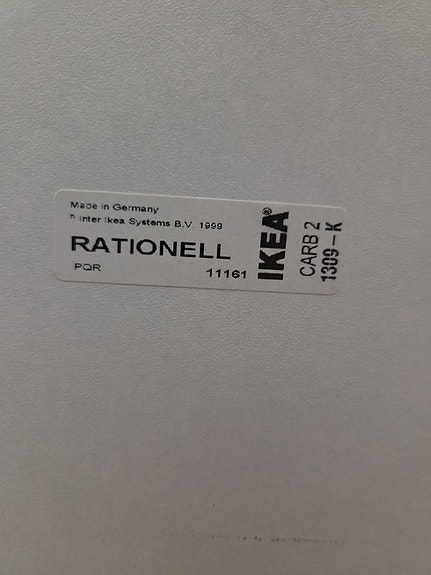 Made in Germany
© Inter Ikea Systems B.V. 1999
RATIONELL
PQR
11161
IKEA®
CARB 2
1309-K